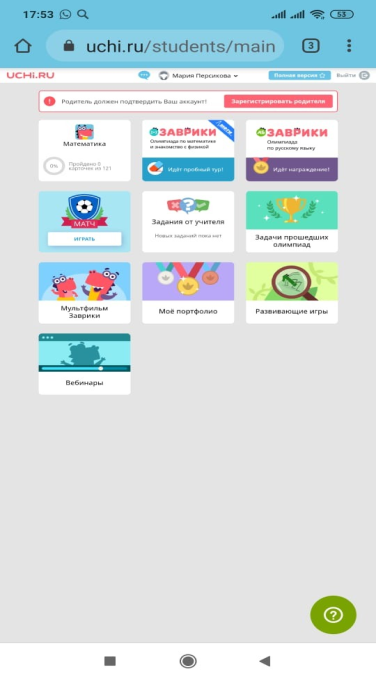 17:53
53
uchi.ru/students/main
3
UCHi.RU
Мария Персикова
Полная версия
Выйти
Родитель должен подтвердить Ваш аккаунт!
Зарегистрировать родителя
Математика
0%
Пройдено 0
карточек из 121
ЗАВРИКИ
Олимпиада по математике
и знакомство с физикой
Идёт пробный тур!
ЗАВРИКИ
Олимпиада
по русскому языку
Идёт награждение!
МАТЧ
ИГРАТЬ
Задания от учителя
Новых заданий пока нет
Задачи прошедших
олимпиад
Мультфильм
Заврики
Моё портфолио
Развивающие игры
Вебинары